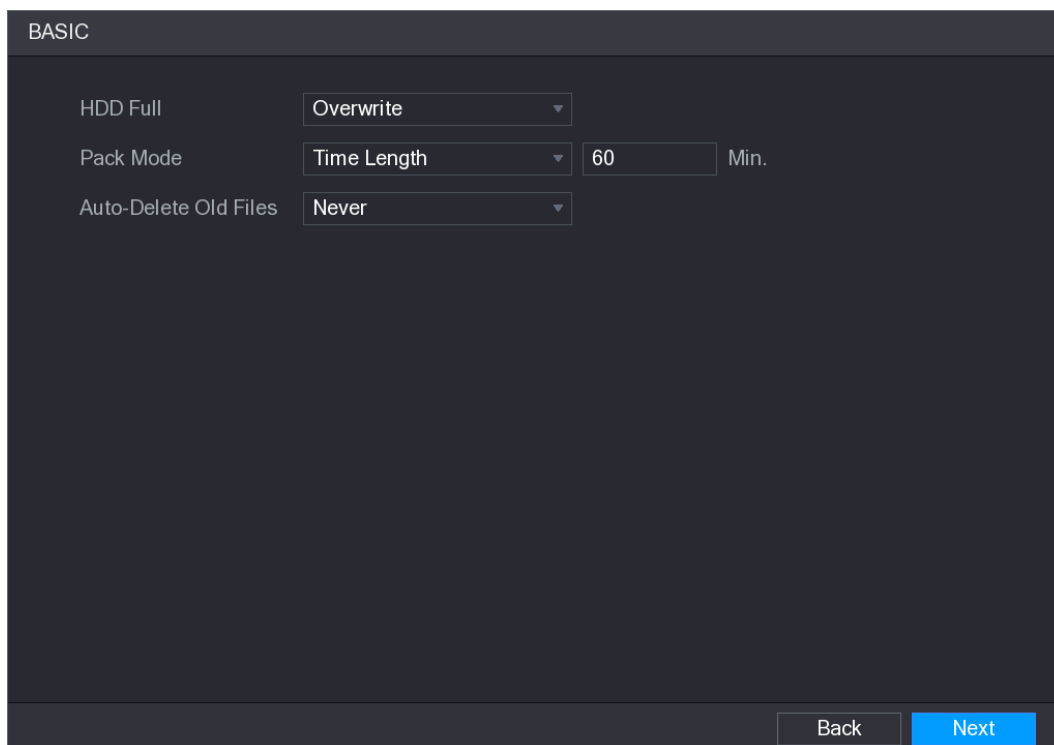 BASIC
HDD Full Overwrite
Pack Mode Time Length 60 Min.
Auto-Delete Old Files Never
Back Next